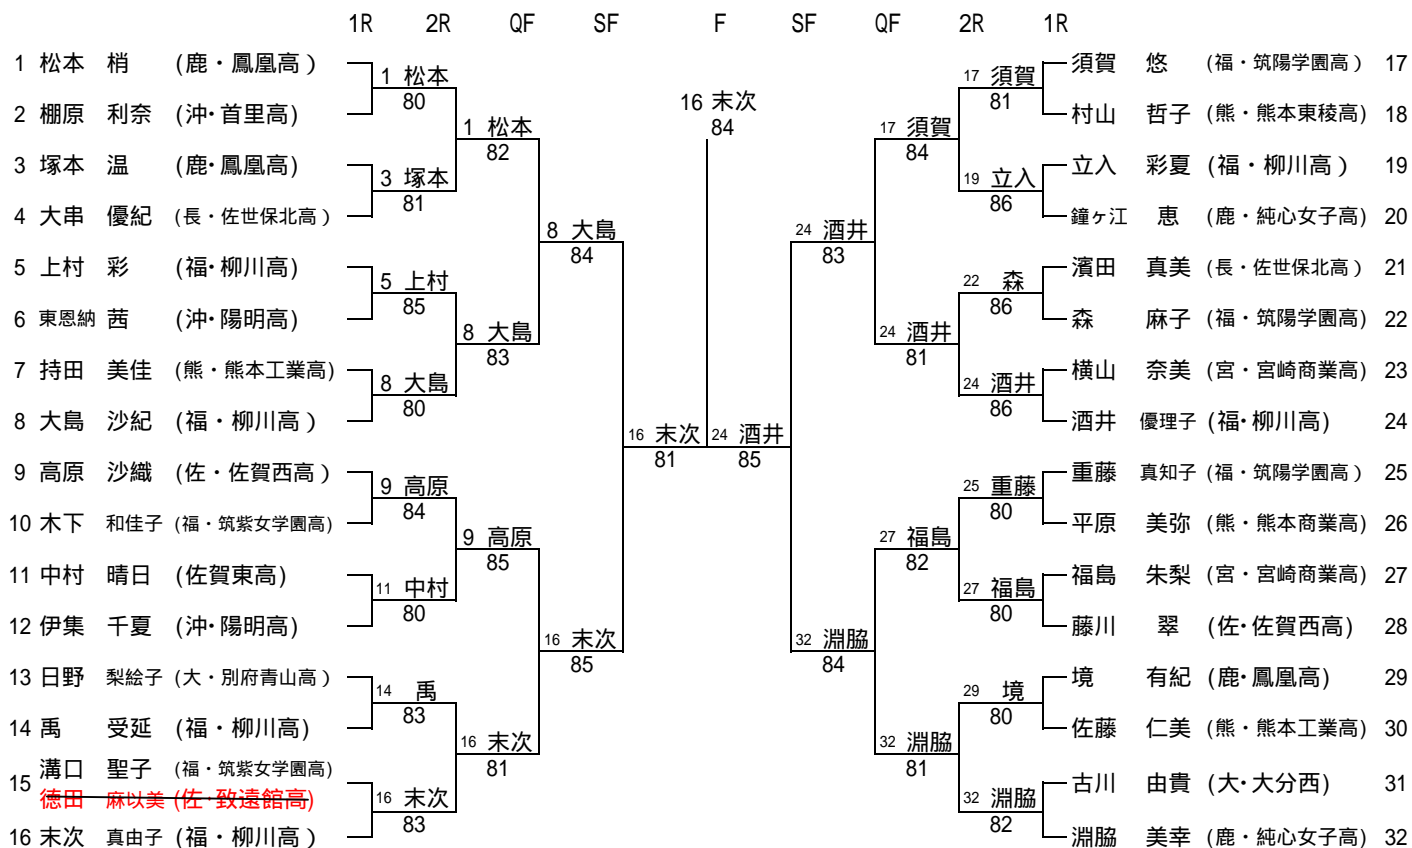 1R 2R QF SF F SF QF 2R 1R
1 松本 梢 (鹿・鳳凰高)
2 棚原 利奈 (沖・首里高)
3 塚本 温 (鹿・鳳凰高)
4 大串 優紀 (長・佐世保北高)
5 上村 彩 (福・柳川高)
6 東恩納 茜 (沖・陽明高)
7 持田 美佳 (熊・熊本工業高)
8 大島 沙紀 (福・柳川高)
9 高原 沙織 (佐・佐賀西高)
10 木下 和佳子 (福・筑紫女学園高)
11 中村 晴日 (佐賀東高)
12 伊集 千夏 (沖・陽明高)
13 日野 梨絵子 (大・別府青山高)
14 禹 受延 (福・柳川高)
15 溝口 聖子 (福・筑紫女学園高)
徳田 麻以美 (佐・致遠館高)
16 末次 真由子 (福・柳川高)
1 松本
80
3 塚本
81
5 上村
85
8 大島
80
9 高原
84
11 中村
80
14 禹
83
16 末次
83
1 松本
82
8 大島
83
9 高原
85
16 末次
81
8 大島
84
16 末次
85
16 末次
81
16 末次
84
24 酒井
85
24 酒井
83
32 淵脇
84
17 須賀
84
24 酒井
81
27 福島
82
32 淵脇
81
17 須賀
81
19 立入
86
22 森
86
24 酒井
86
25 重藤
80
27 福島
80
29 境
80
32 淵脇
82
須賀 悠 (福・筑陽学園高) 17
村山 哲子 (熊・熊本東稜高) 18
立入 彩夏 (福・柳川高) 19
鐘ヶ江 恵 (鹿・純心女子高) 20
濱田 真美 (長・佐世保北高) 21
森 麻子 (福・筑陽学園高) 22
横山 奈美 (宮・宮崎商業高) 23
酒井 優理子 (福・柳川高) 24
重藤 真知子 (福・筑陽学園高) 25
平原 美弥 (熊・熊本商業高) 26
福島 朱梨 (宮・宮崎商業高) 27
藤川 翠 (佐・佐賀西高) 28
境 有紀 (鹿・鳳凰高) 29
佐藤 仁美 (熊・熊本工業高) 30
古川 由貴 (大・大分西) 31
淵脇 美幸 (鹿・純心女子高) 32